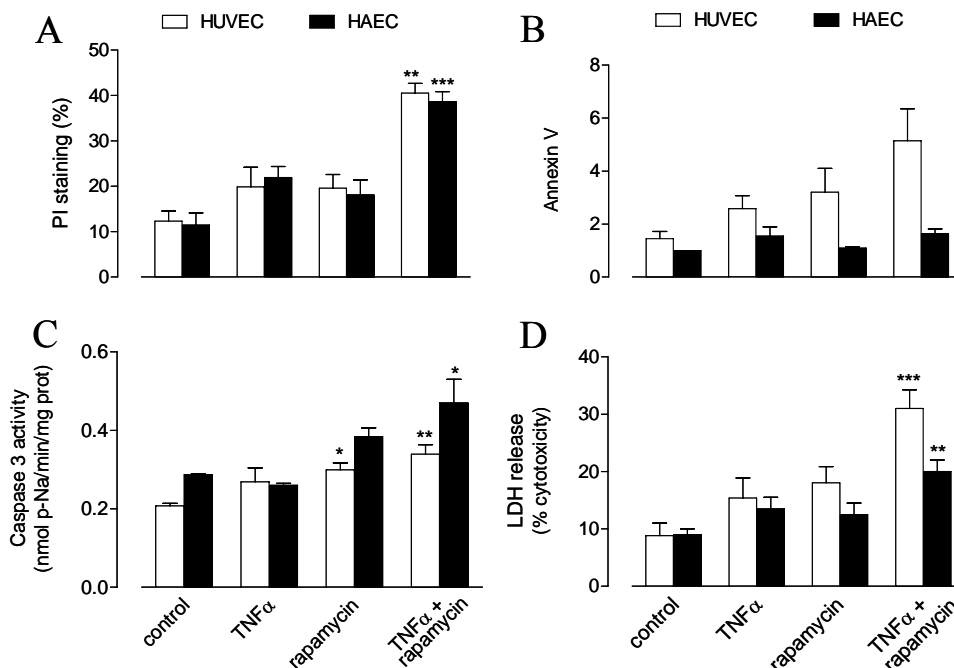 A
HUVEC
HAEC
PI staining (%)
50
40
30
20
10
0
**
***
B
HUVEC
HAEC
Annexin V
8
6
4
2
0
C
Caspase 3 activity
(nmol p-Na/min/mg prot)
0.6
0.4
0.2
0.0
*
**
*
control
TNFα
rapamycin
TNFα +
rapamycin
D
LDH release
(% cytotoxicity)
40
30
20
10
0
***
**
control
TNFα
rapamycin
TNFα +
rapamycin